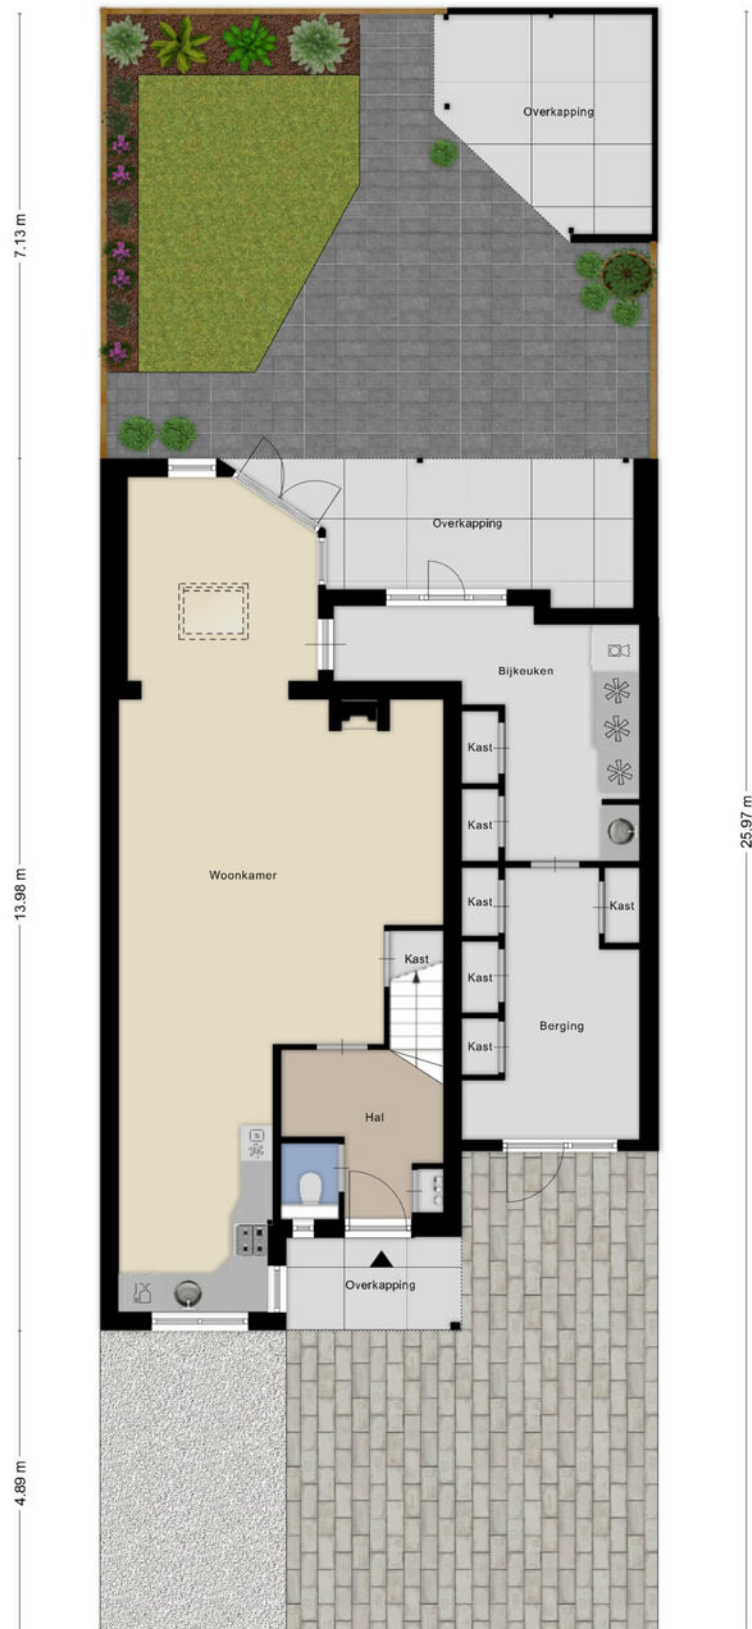 Overkapping
7.13 m
Overkapping
Bijkeuken
Kast
Kast
25.97 m
Woonkamer
13.98 m
Kast
Kast
Kast
Kast
Berging
Kast
Hal
Overkapping
4.89 m